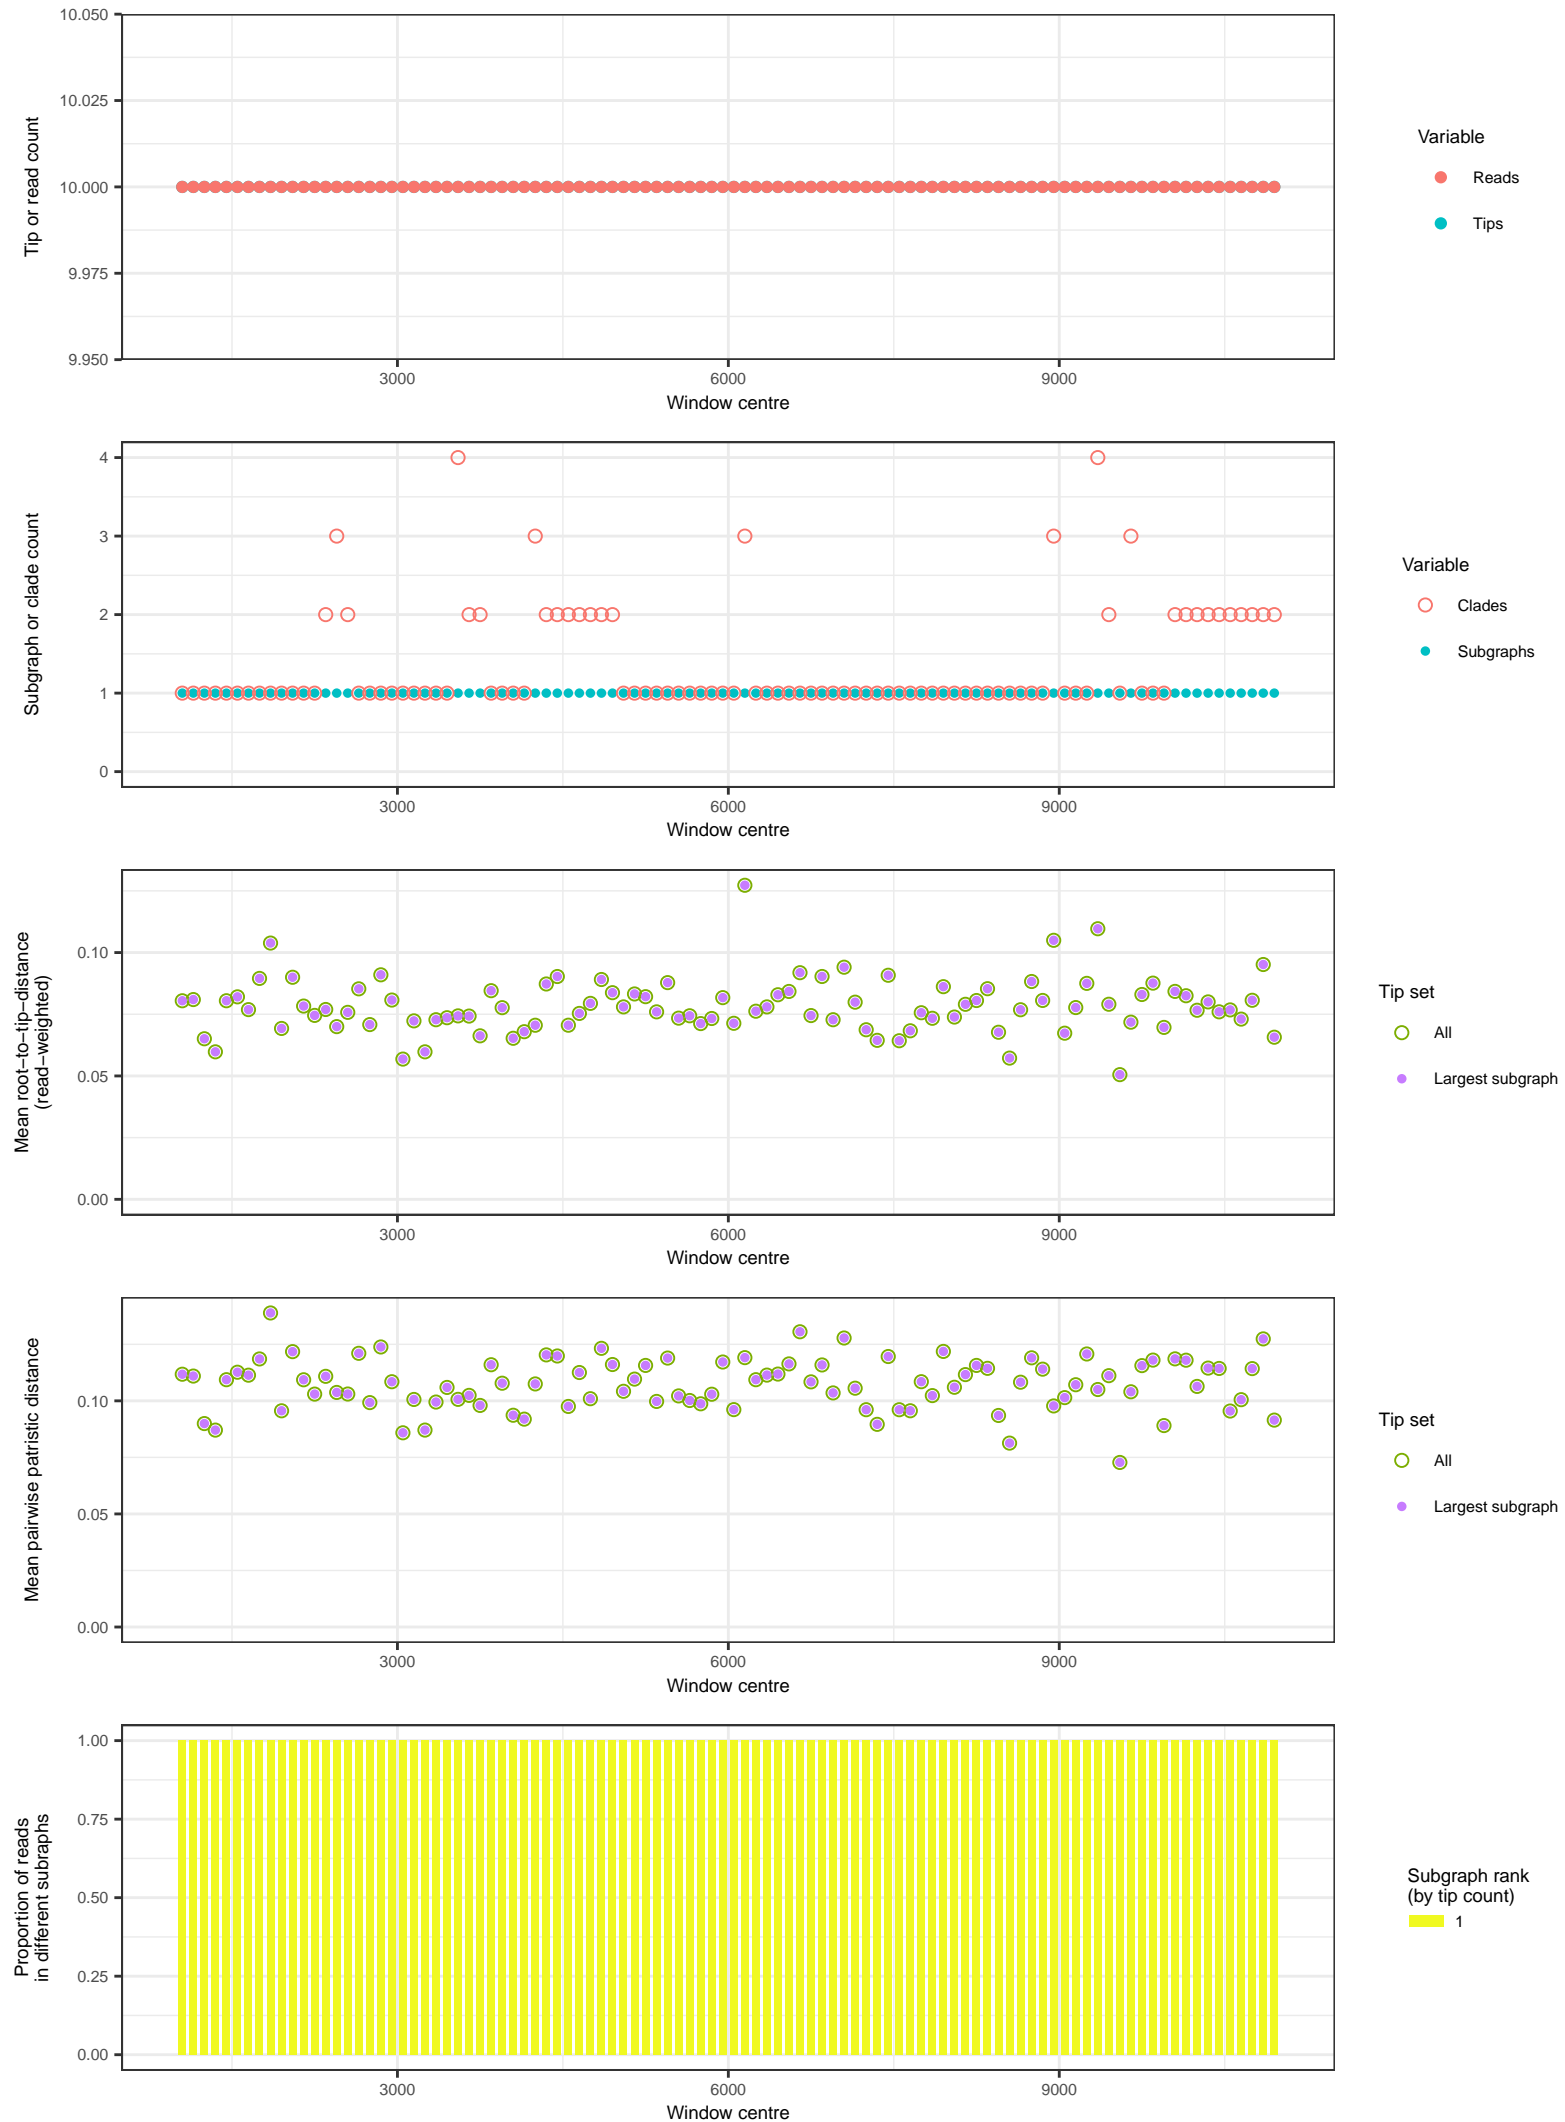 10.050
10.025
10.000
9.975
9.950
Tip or read count
3000
6000
9000
Window centre
Variable
Reads
Tips
4
3
2
1
0
Subgraph or clade count
3000
6000
9000
Window centre
Variable
Clades
Subgraphs
0.10
0.05
0.00
Mean root−to−tip−distance
(read−weighted)
3000
6000
9000
Window centre
Tip set
All
Largest subgraph
0.10
0.05
0.00
Mean pairwise patristic distance
3000
6000
9000
Window centre
Tip set
All
Largest subgraph
1.00
0.75
0.50
0.25
0.00
Proportion of reads
in different subraphs
3000
6000
9000
Window centre
Subgraph rank
(by tip count)
1